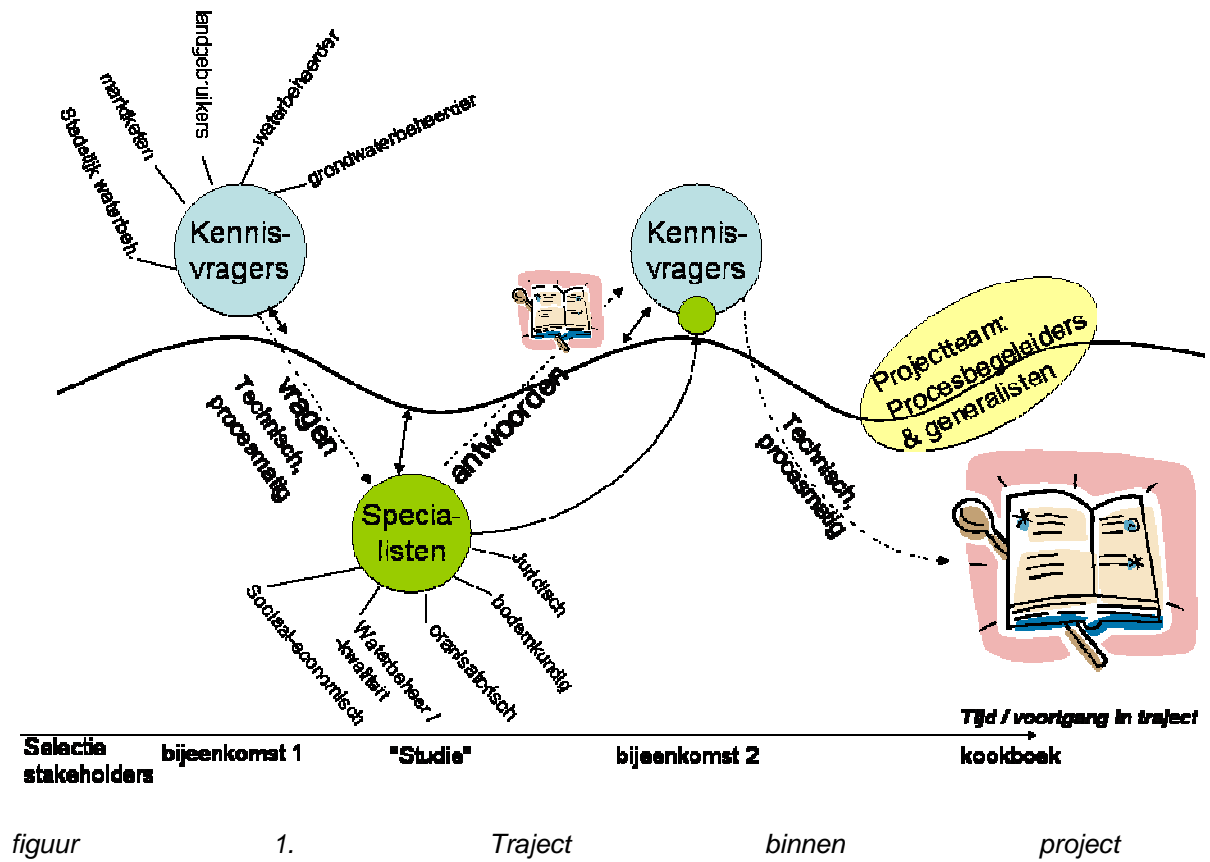 Stedelijk waterbeh.
marktketen
landgebruikers
waterbeheerder
grondwaterbeheerder
Kennis-
vragers
Kennis-
vragers
vragen
Technisch,
procesmatig
antwoorden
Technisch,
procesmatig
Projectteam:
Procesbegeleiders
& generalisten
Specia-
listen
Sociaal-economisch
Waterbeheer /
-kwaliteit
oranisatorisch
bodemkundig
Juridisch
Tijd / voortgang in traject
Selectie
stakeholders
bijeenkomst 1
"Studie"
bijeenkomst 2
kookboek
figuur 1. Traject binnen project